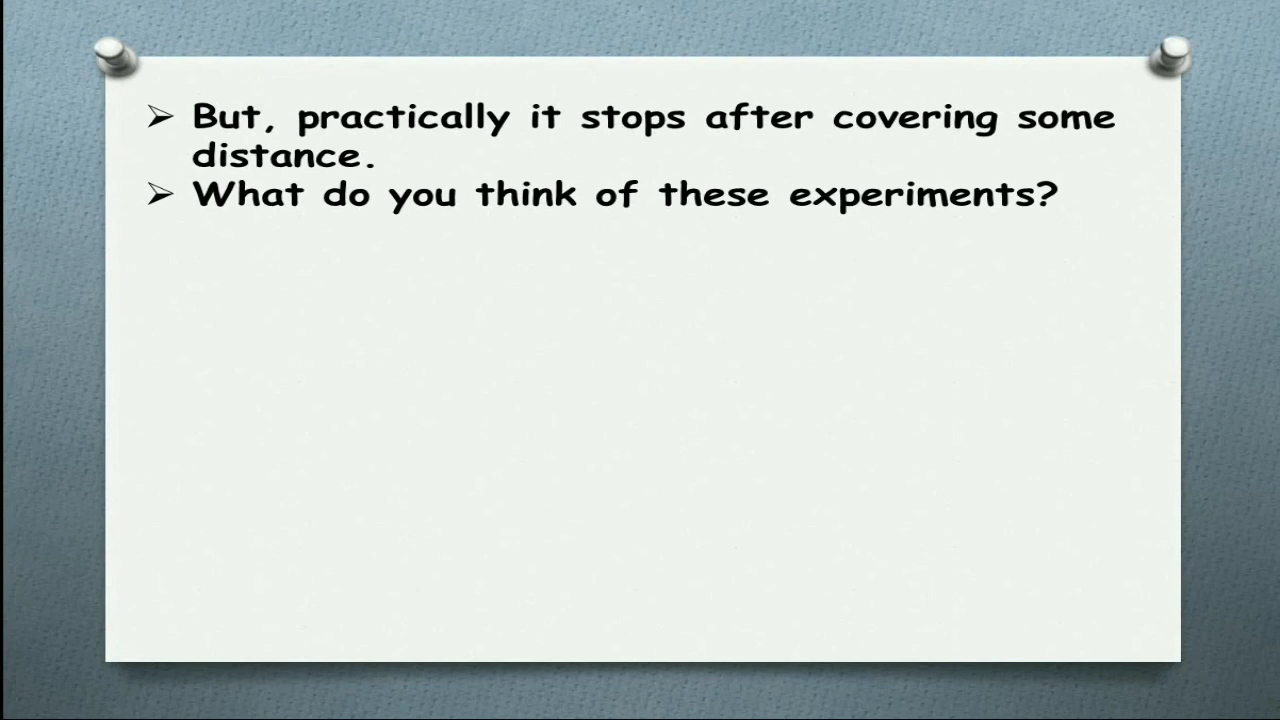 ➢ But, practically it stops after covering some
distance.
➢ What do you think of these experiments?